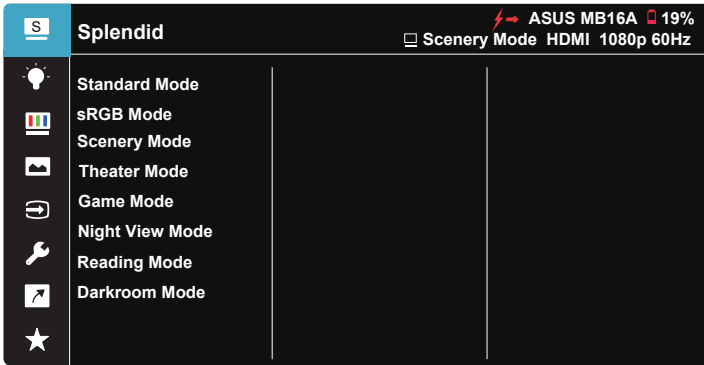 S
Splendid
ASUS MB16A 19%
Scenery Mode HDMI 1080p 60Hz
Standard Mode
sRGB Mode
Scenery Mode
Theater Mode
Game Mode
Night View Mode
Reading Mode
Darkroom Mode